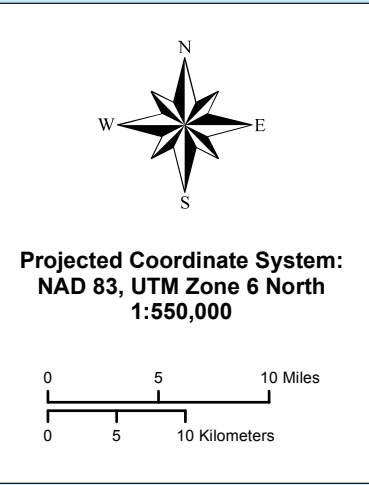 N
W E
S
Projected Coordinate System:
NAD 83, UTM Zone 6 North
1:550,000
0 5 10 Miles
0 5 10 Kilometers